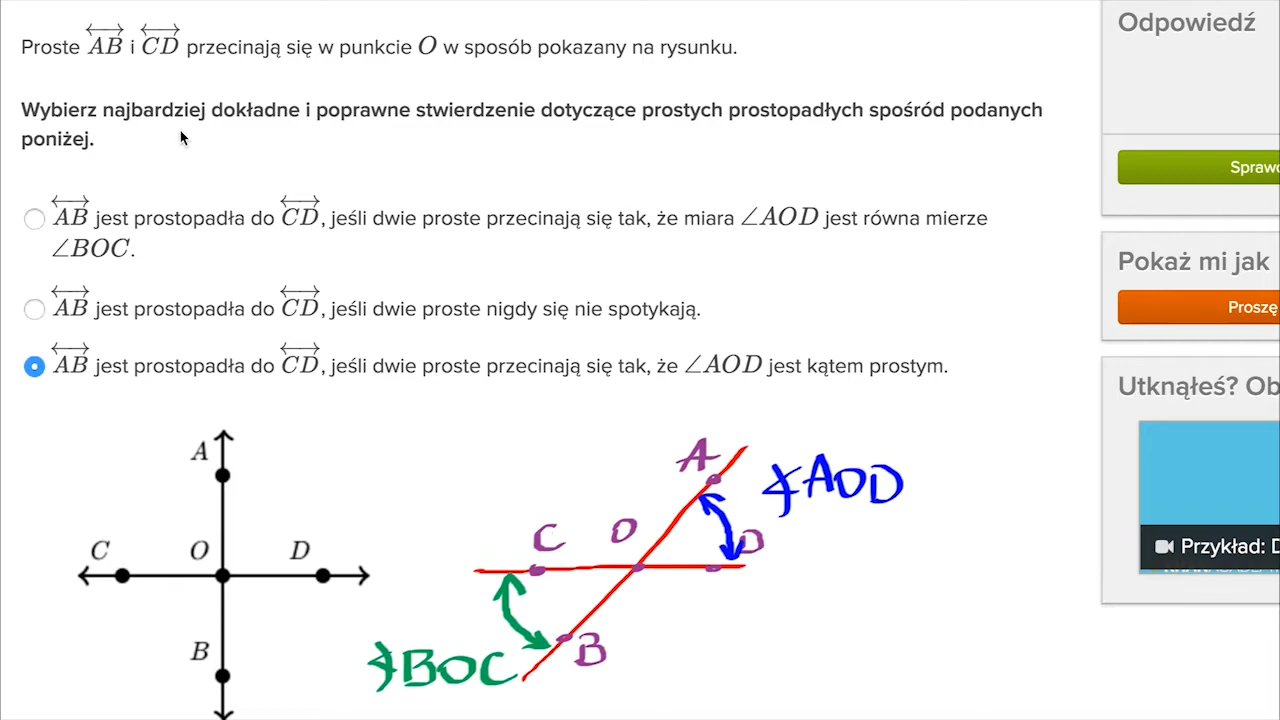 Proste AB i CD przecinają się w punkcie O w sposób pokazany na rysunku.
Wybierz najbardziej dokładne i poprawne stwierdzenie dotyczące prostych prostopadłych spośród podanych
poniżej.
AB jest prostopadła do CD, jeśli dwie proste przecinają się tak, że miara ∠AOD jest równa mierze
∠BOC.
AB jest prostopadła do CD, jeśli dwie proste nigdy się nie spotykają.
AB jest prostopadła do CD, jeśli dwie proste przecinają się tak, że ∠AOD jest kątem prostym.
A
C O D
B
A
C O D
B
∢AOD
∢BOC
Odpowiedź
Sprawd
Pokaż mi jak
Proszę
Utknąłeś? Ob
Przykład: D